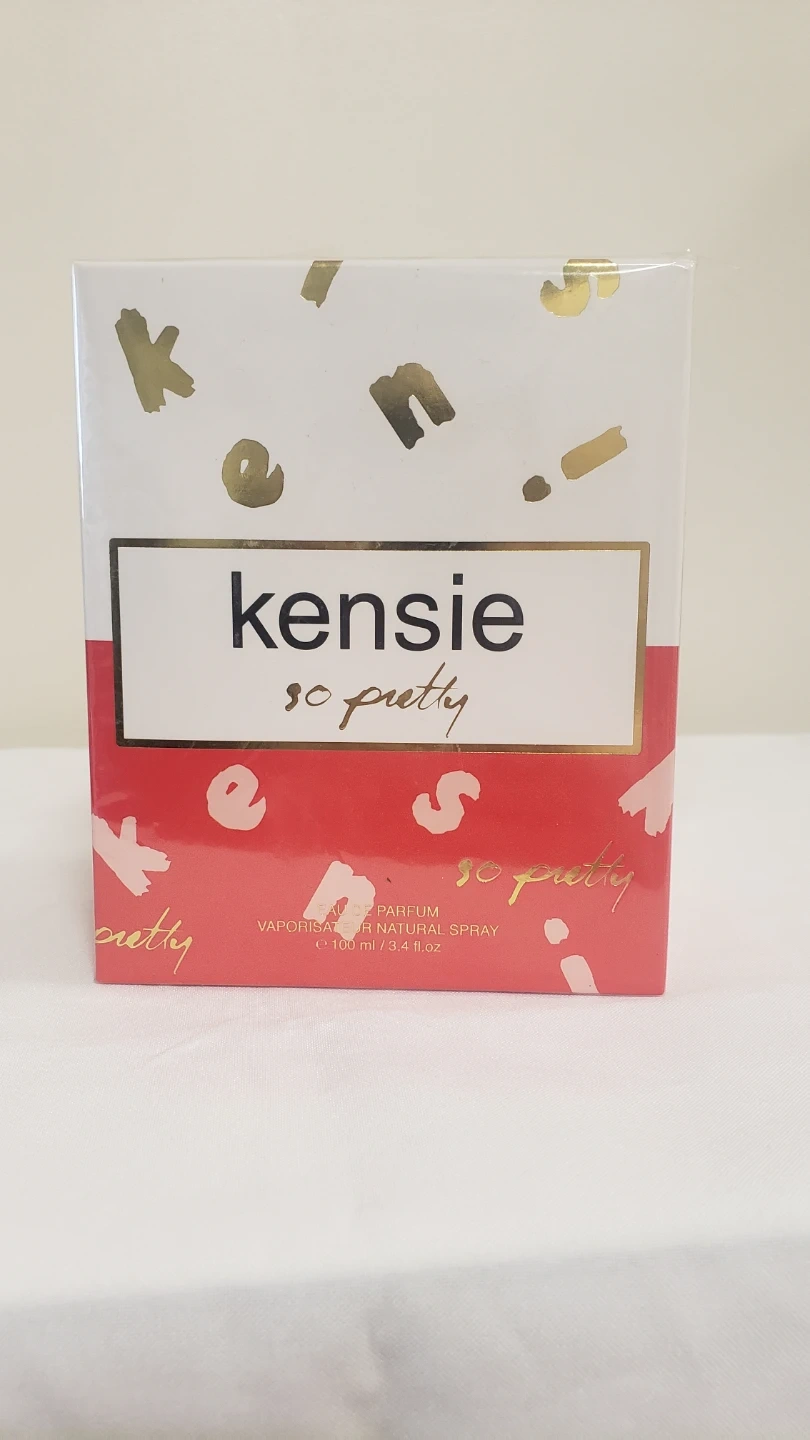 k
e
n
s
i
kensie
so pretty
e
s
k
k
n
so pretty
pretty
EAU DE PARFUM
VAPORISATEUR NATURAL SPRAY
℮ 100 ml / 3.4 fl.oz
i